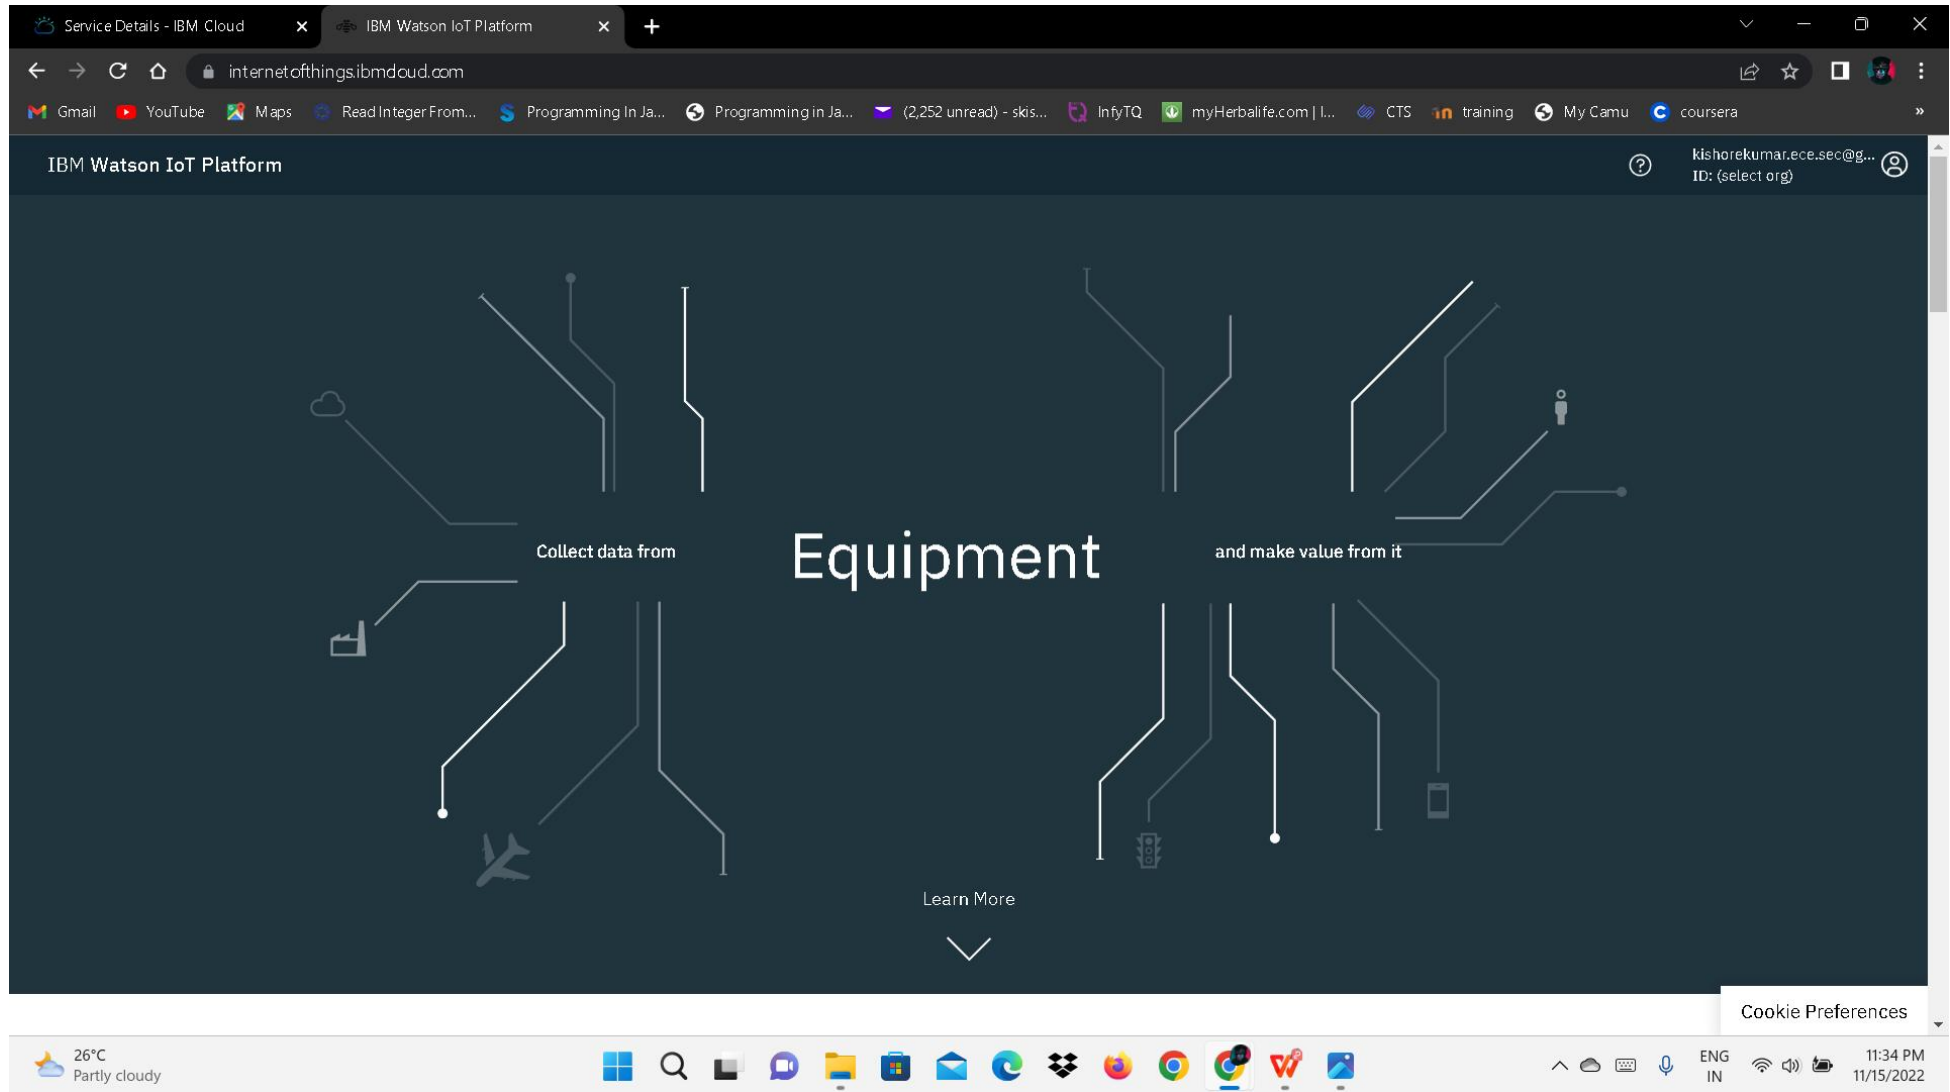 Service Details - IBM Cloud
IBM Watson IoT Platform
internetofthings.ibmcloud.com
Gmail
YouTube
Maps
Read Integer From...
Programming In Ja...
Programming in Ja...
(2,252 unread) - skis...
InfyTQ
myHerbalife.com | I...
CTS
training
My Camu
coursera
»
IBM Watson IoT Platform
kishorekumar.ece.sec@g...
ID: (select org)
Collect data from
Equipment
and make value from it
Learn More
Cookie Preferences
26°C
Partly cloudy
ENG
IN
11:34 PM
11/15/2022